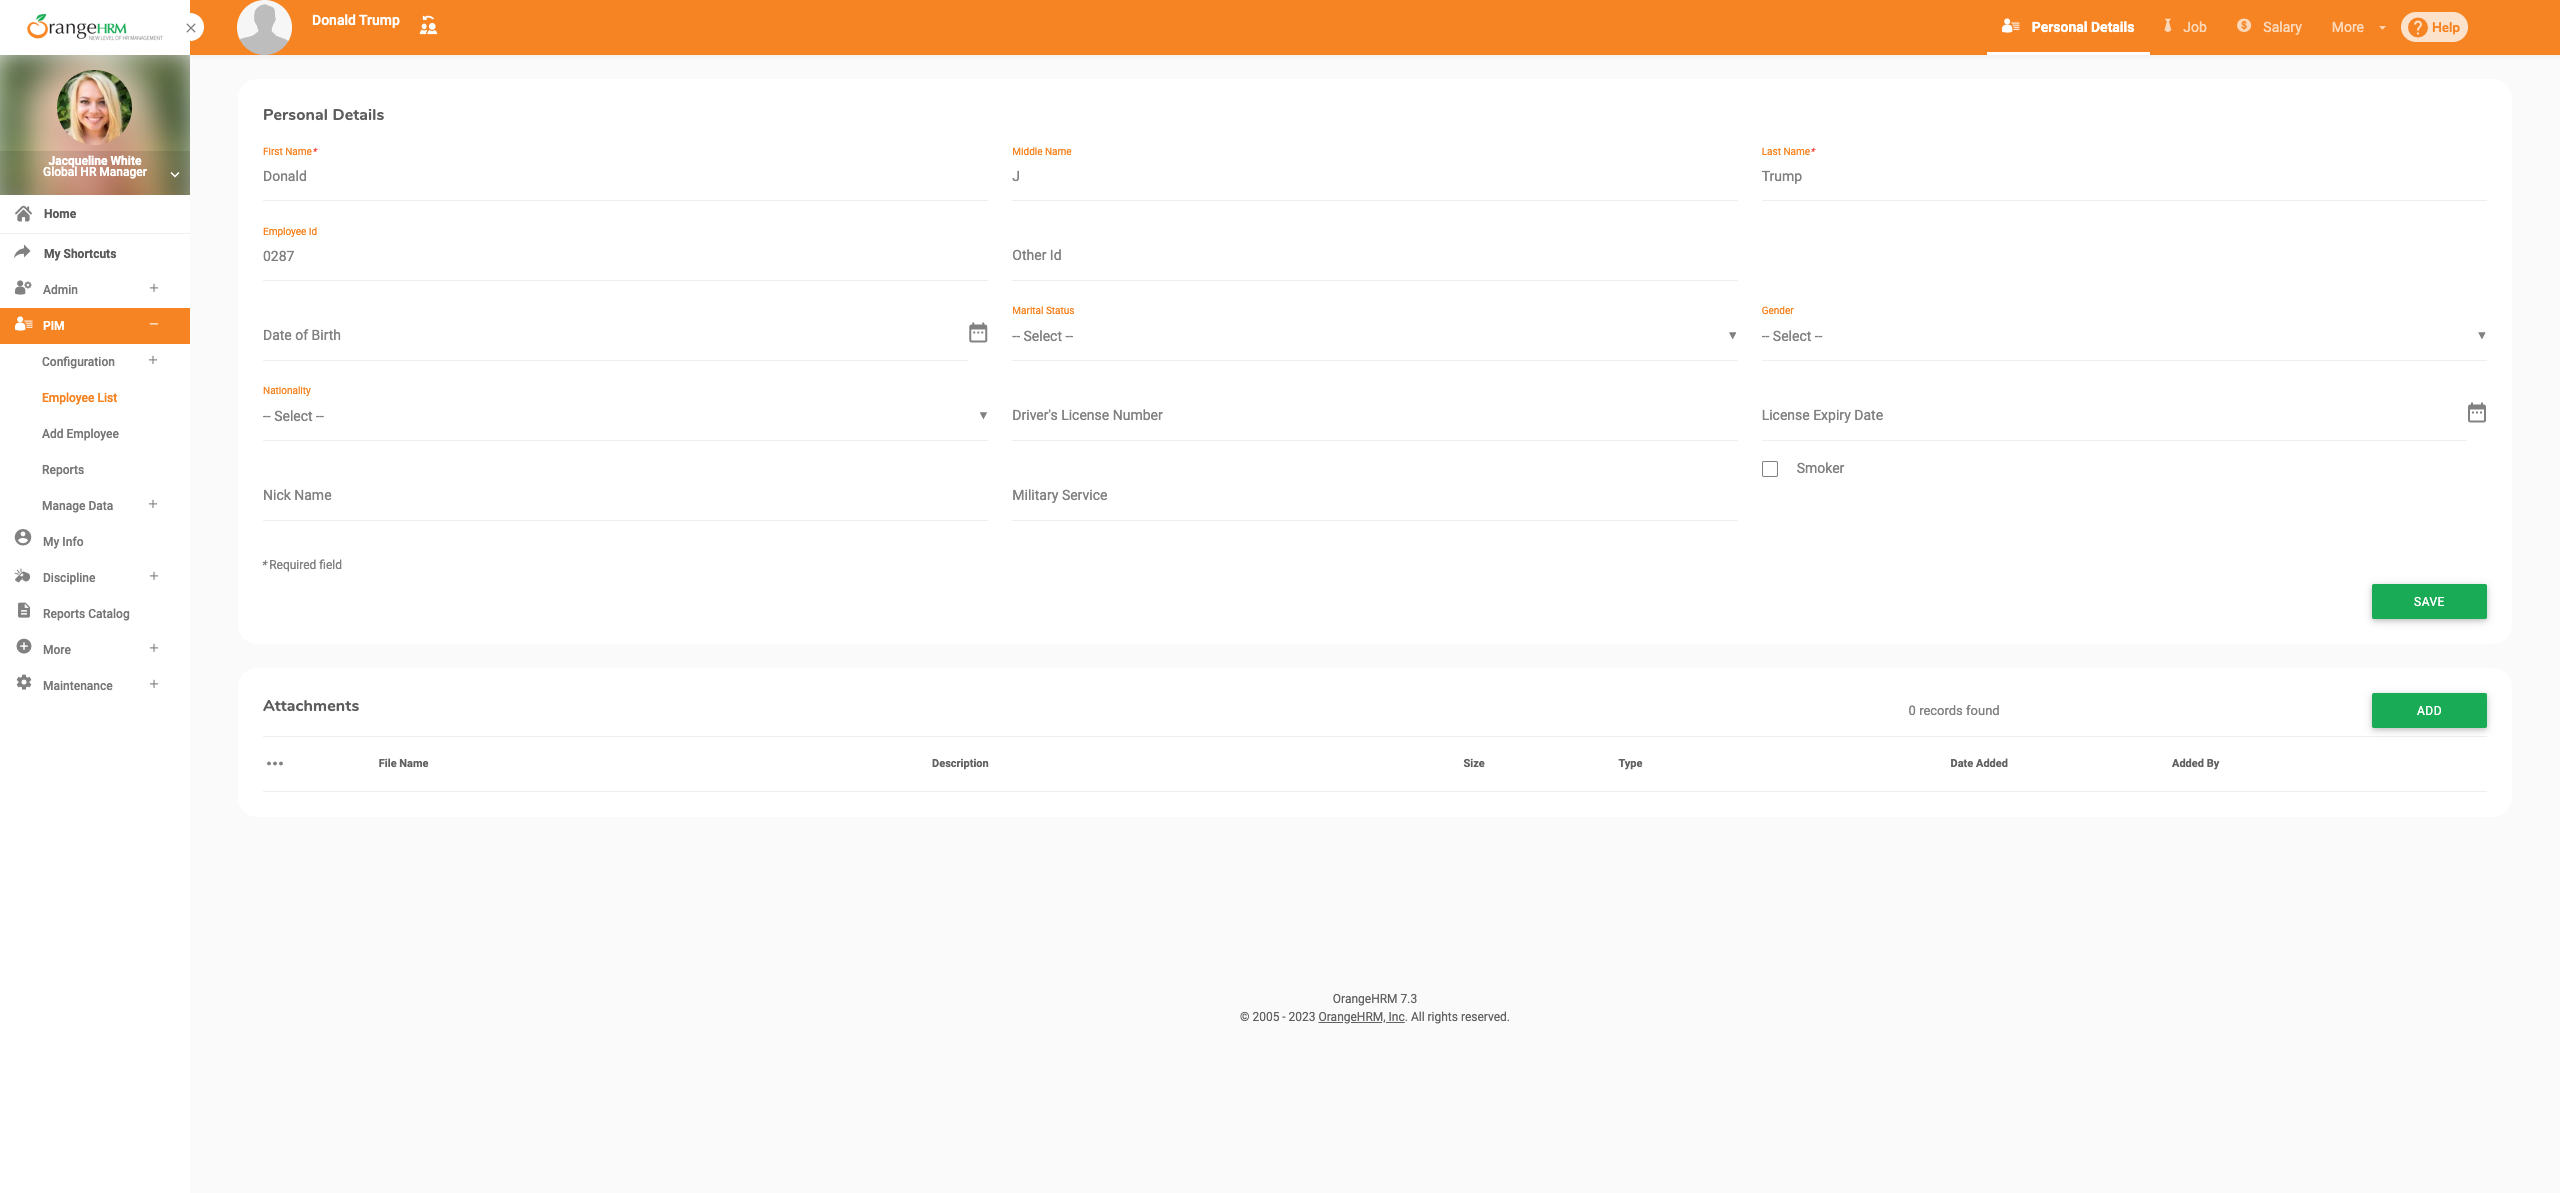 OrangeHRM
NEW LEVEL OF HR MANAGEMENT
Donald Trump
Personal Details
Job
Salary
More
? Help
Jacqueline White
Global HR Manager
Home
My Shortcuts
Admin
PIM
Configuration
Employee List
Add Employee
Reports
Manage Data
My Info
Discipline
Reports Catalog
More
Maintenance
Personal Details
First Name*
Middle Name
Last Name*
Donald
J
Trump
Employee Id
0287
Other Id
Date of Birth
Marital Status
-- Select --
Gender
-- Select --
Nationality
-- Select --
Driver's License Number
License Expiry Date
Smoker
Nick Name
Military Service
* Required field
SAVE
Attachments
0 records found
ADD
File Name
Description
Size
Type
Date Added
Added By
OrangeHRM 7.3
© 2005 - 2023 OrangeHRM, Inc. All rights reserved.